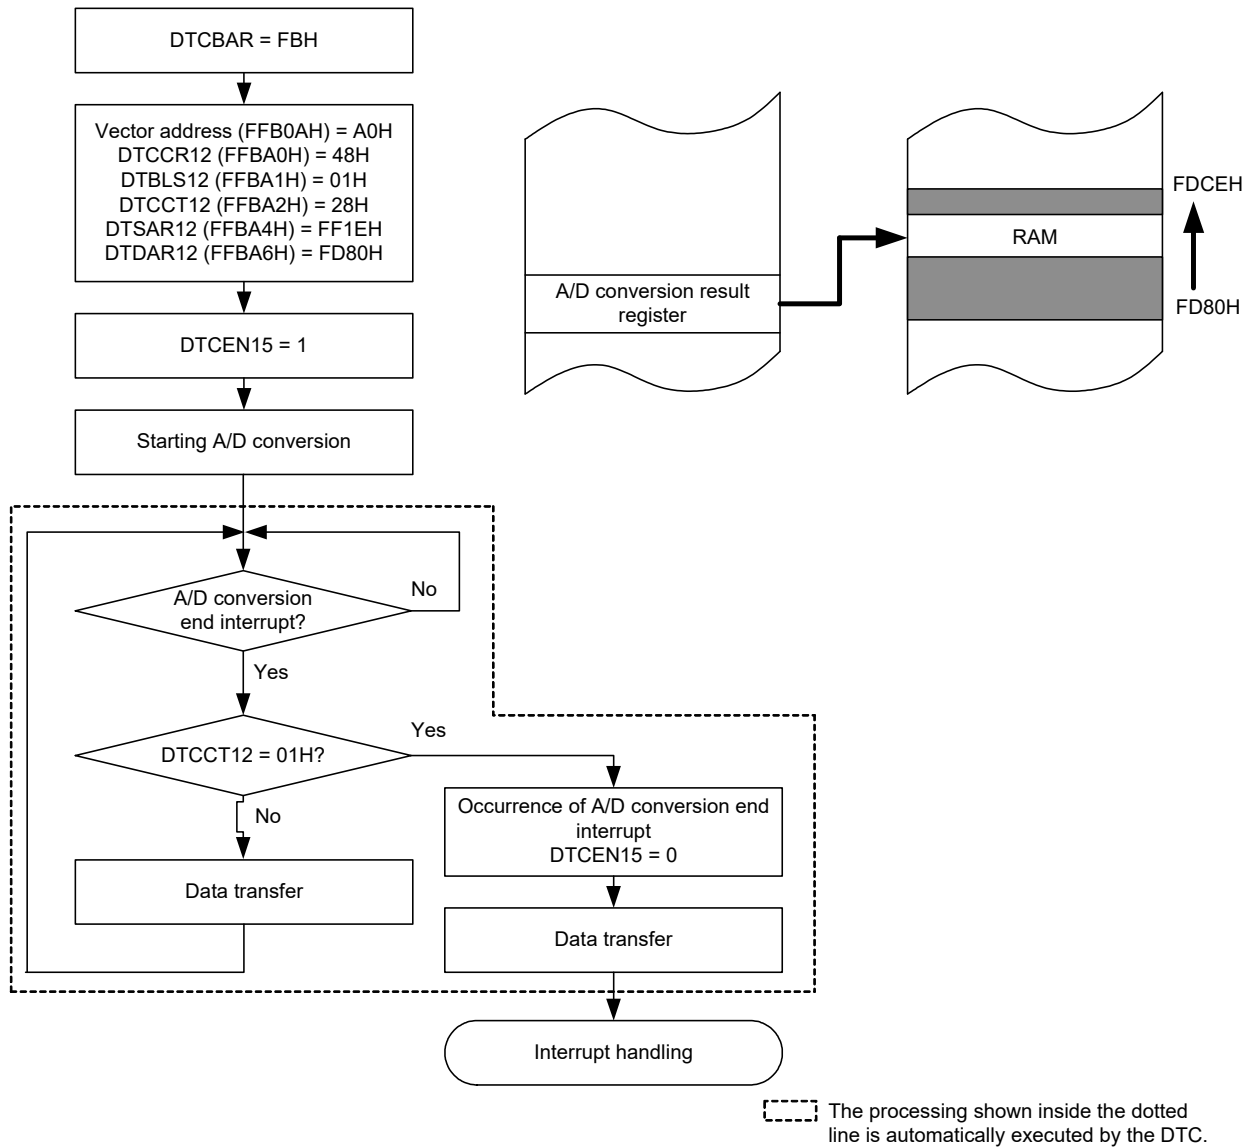 DTCBAR = FBH
Vector address (FFB0AH) = A0H
DTCCR12 (FFBA0H) = 48H
DTBLS12 (FFBA1H) = 01H
DTCCT12 (FFBA2H) = 28H
DTSAR12 (FFBA4H) = FF1EH
DTDAR12 (FFBA6H) = FD80H
DTCEN15 = 1
Starting A/D conversion
A/D conversion result
register
RAM
FDCEH
FD80H
A/D conversion
end interrupt?
No
Yes
DTCCT12 = 01H?
Yes
No
Data transfer
Occurrence of A/D conversion end
interrupt
DTCEN15 = 0
Data transfer
Interrupt handling
The processing shown inside the dotted
line is automatically executed by the DTC.